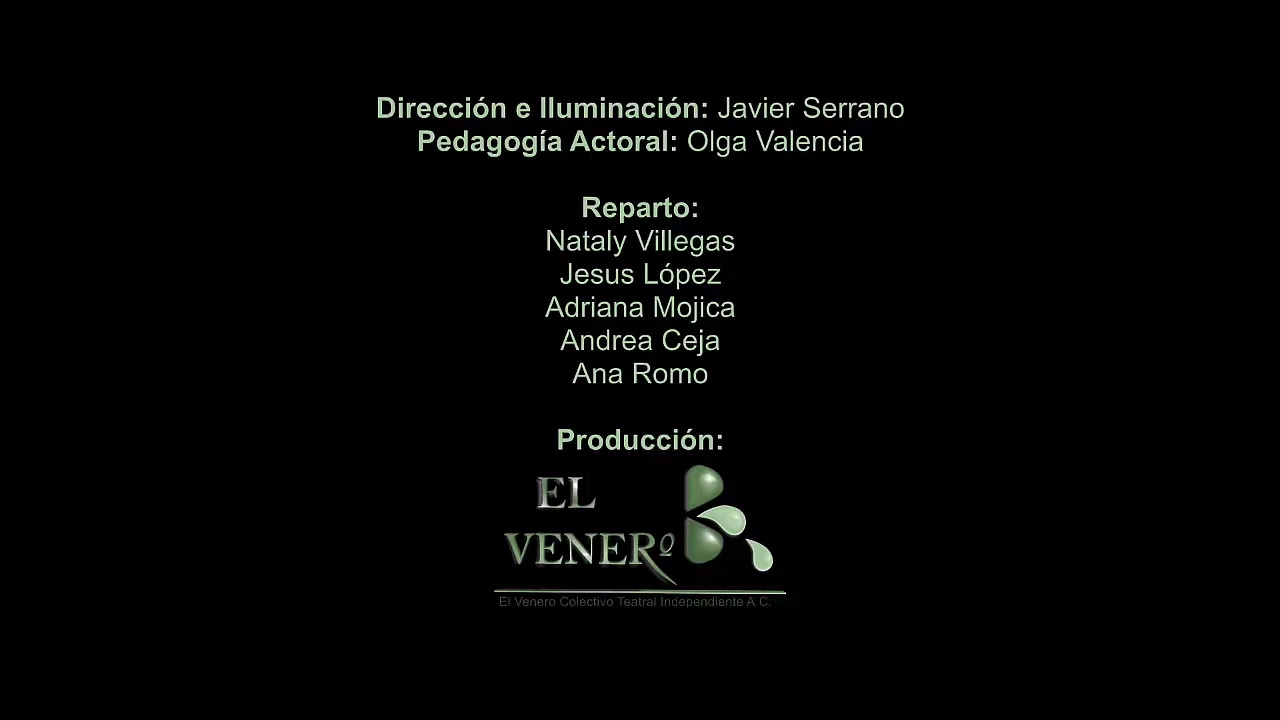 Dirección e Iluminación: Javier Serrano
Pedagogía Actoral: Olga Valencia
Reparto:
Nataly Villegas
Jesus López
Adriana Mojica
Andrea Ceja
Ana Romo
Producción:
EL
VENERO
El Venero Colectivo Teatral Independiente A.C.